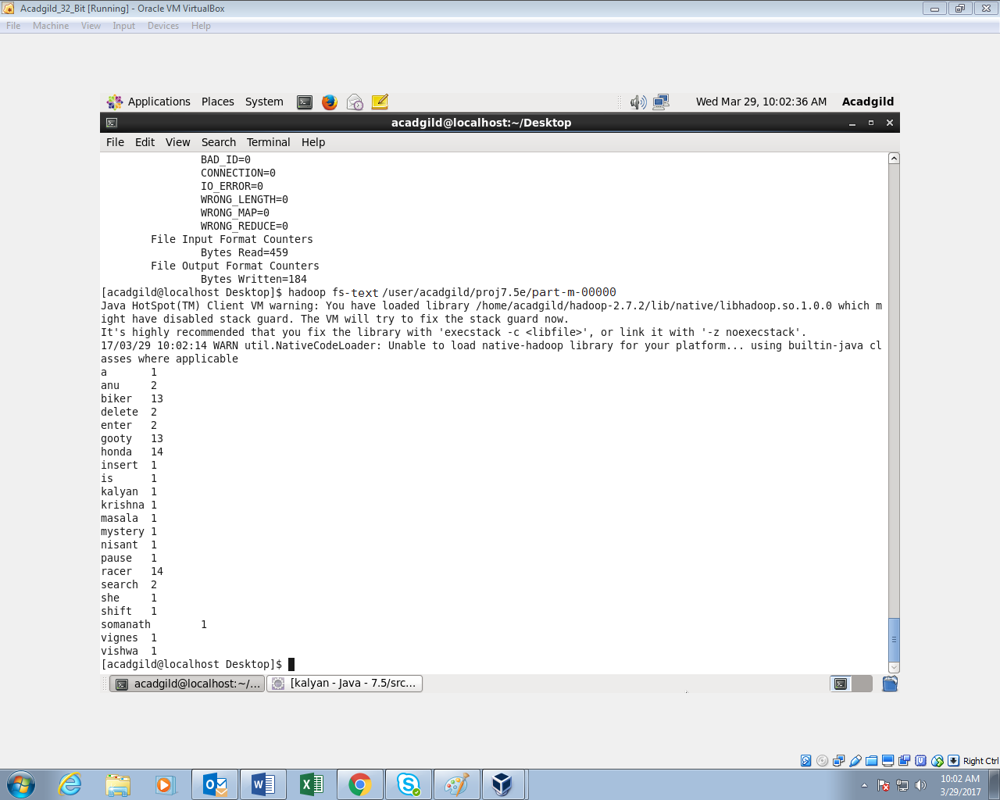 Acadgild_32_Bit [Running] - Oracle VM VirtualBox
File Machine View Input Devices Help
Applications Places System Wed Mar 29, 10:02:36 AM Acadgild
acadgild@localhost:~/Desktop
File Edit View Search Terminal Help
BAD_ID=0
CONNECTION=0
IO_ERROR=0
WRONG_LENGTH=0
WRONG_MAP=0
WRONG_REDUCE=0
File Input Format Counters
Bytes Read=459
File Output Format Counters
Bytes Written=184
[acadgild@localhost Desktop]$ hadoop fs-text /user/acadgild/proj7.5e/part-m-00000
Java HotSpot(TM) Client VM warning: You have loaded library /home/acadgild/hadoop-2.7.2/lib/native/libhadoop.so.1.0.0 which m
ight have disabled stack guard. The VM will try to fix the stack guard now.
It's highly recommended that you fix the library with 'execstack -c <libfile>', or link it with '-z noexecstack'.
17/03/29 10:02:14 WARN util.NativeCodeLoader: Unable to load native-hadoop library for your platform... using builtin-java cl
asses where applicable
a 1
anu 2
biker 13
delete 2
enter 2
gooty 13
honda 14
insert 1
is 1
kalyan 1
krishna 1
masala 1
mystery 1
nisant 1
pause 1
racer 14
search 2
she 1
shift 1
somanath 1
vignes 1
vishwa 1
[acadgild@localhost Desktop]$
acadgild@localhost:~/... [kalyan - Java - 7.5/src...
Right Ctrl
10:02 AM
3/29/2017